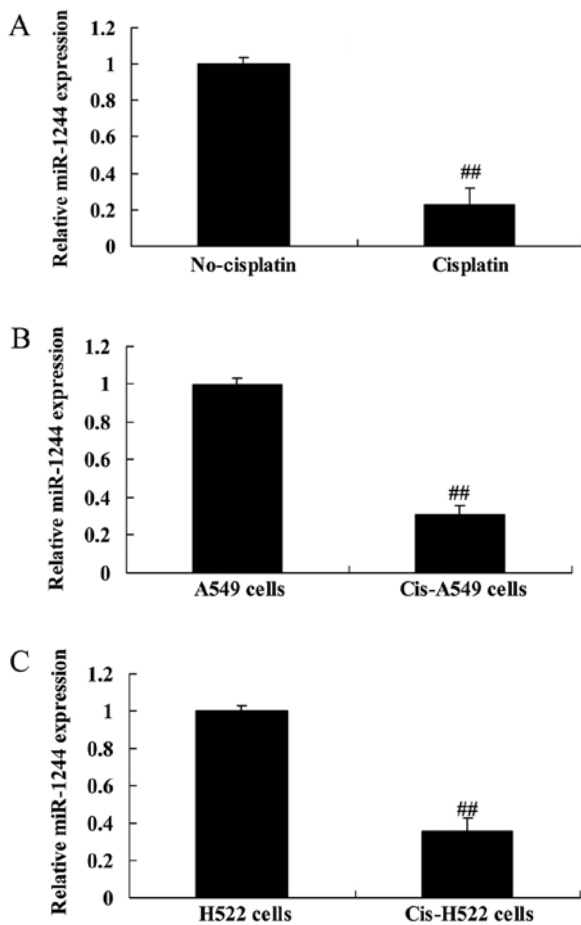 A
Relative miR-1244 expression
1.2
1
0.8
0.6
0.4
0.2
0
##
No-cisplatin
Cisplatin
B
Relative miR-1244 expression
1.2
1
0.8
0.6
0.4
0.2
0
##
A549 cells
Cis-A549 cells
C
Relative miR-1244 expression
1.2
1
0.8
0.6
0.4
0.2
0
##
H522 cells
Cis-H522 cells